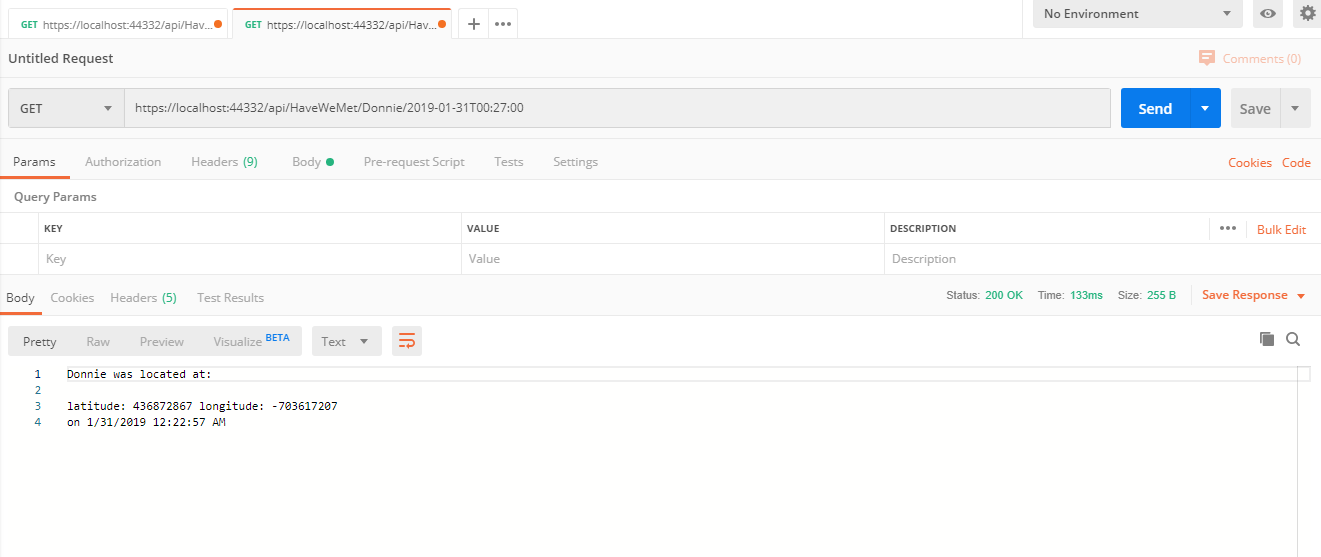 GET https://localhost:44332/api/Hav... GET https://localhost:44332/api/Hav... No Environment
Untitled Request Comments (0)
GET https://localhost:44332/api/HaveWeMet/Donnie/2019-01-31T00:27:00 Send Save
Params Authorization Headers (9) Body Pre-request Script Tests Settings Cookies Code
Query Params
KEY VALUE DESCRIPTION Bulk Edit
Key Value Description
Body Cookies Headers (5) Test Results Status: 200 OK Time: 133ms Size: 255 B Save Response
Pretty Raw Preview Visualize BETA Text
1 Donnie was located at:
2
3 latitude: 436872867 longitude: -703617207
4 on 1/31/2019 12:22:57 AM